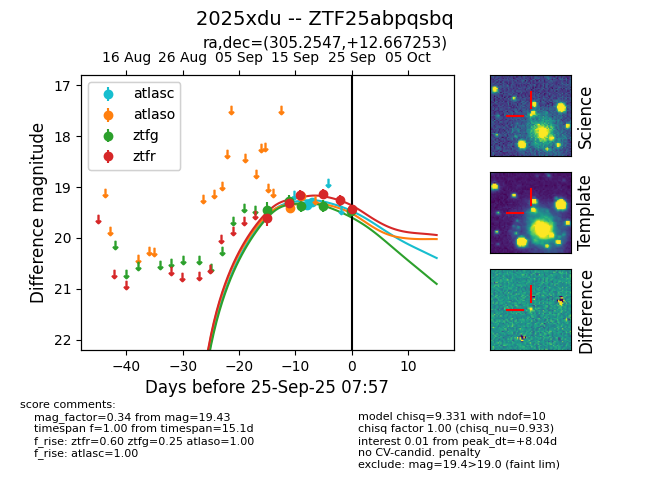 2025xdu -- ZTF25abpqsbq
ra,dec=(305.2547,+12.667253)
16 Aug 26 Aug 05 Sep 15 Sep 25 Sep 05 Oct
17
18
19
20
21
22
Difference magnitude
atlasc
atlaso
ztfg
ztfr
−40 −30 −20 −10 0 10
Days before 25-Sep-25 07:57
Science
Template
Difference
score comments:
mag_factor=0.34 from mag=19.43
timespan f=1.00 from timespan=15.1d
f_rise: ztfr=0.60 ztfg=0.25 atlaso=1.00
f_rise: atlasc=1.00
model chisq=9.331 with ndof=10
chisq factor 1.00 (chisq_nu=0.933)
interest 0.01 from peak_dt=+8.04d
no CV-candid. penalty
exclude: mag=19.4>19.0 (faint lim)